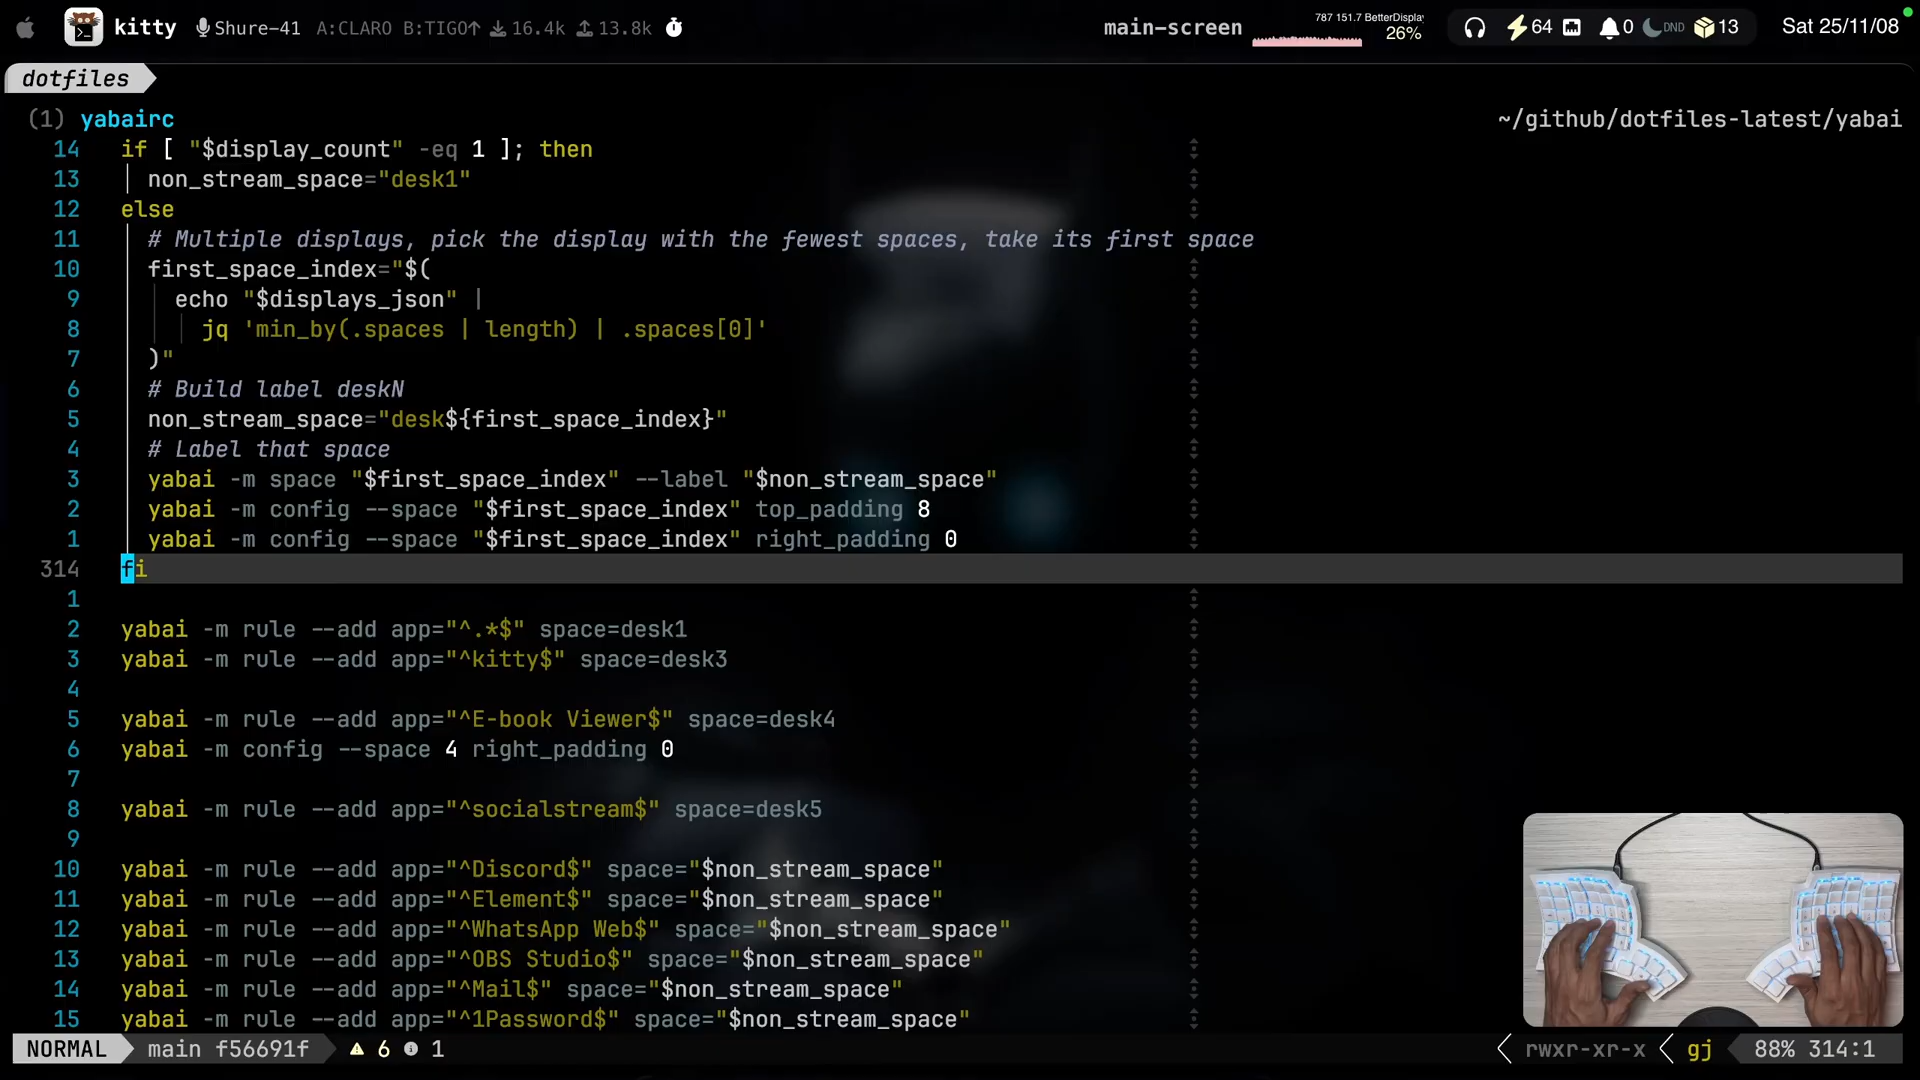 kitty Shure-41 A:CLARO B:TIGO↑ 16.4k 13.8k main-screen 787 151.7 BetterDisplay 26% 64 0 DND 13 Sat 25/11/08
dotfiles
(1) yabairc ~/github/dotfiles-latest/yabai
14 if [ "$display_count" -eq 1 ]; then
13 non_stream_space="desk1"
12 else
11 # Multiple displays, pick the display with the fewest spaces, take its first space
10 first_space_index="$(
9 echo "$displays_json" |
8 jq 'min_by(.spaces | length) | .spaces[0]'
7 )"
6 # Build label deskN
5 non_stream_space="desk${first_space_index}"
4 # Label that space
3 yabai -m space "$first_space_index" --label "$non_stream_space"
2 yabai -m config --space "$first_space_index" top_padding 8
1 yabai -m config --space "$first_space_index" right_padding 0
314 fi
1
2 yabai -m rule --add app="^.*$" space=desk1
3 yabai -m rule --add app="^kitty$" space=desk3
4
5 yabai -m rule --add app="^E-book Viewer$" space=desk4
6 yabai -m config --space 4 right_padding 0
7
8 yabai -m rule --add app="^socialstream$" space=desk5
9
10 yabai -m rule --add app="^Discord$" space="$non_stream_space"
11 yabai -m rule --add app="^Element$" space="$non_stream_space"
12 yabai -m rule --add app="^WhatsApp Web$" space="$non_stream_space"
13 yabai -m rule --add app="^OBS Studio$" space="$non_stream_space"
14 yabai -m rule --add app="^Mail$" space="$non_stream_space"
15 yabai -m rule --add app="^1Password$" space="$non_stream_space"
NORMAL main f56691f 6 1 rwxr-xr-x gj 88% 314:1